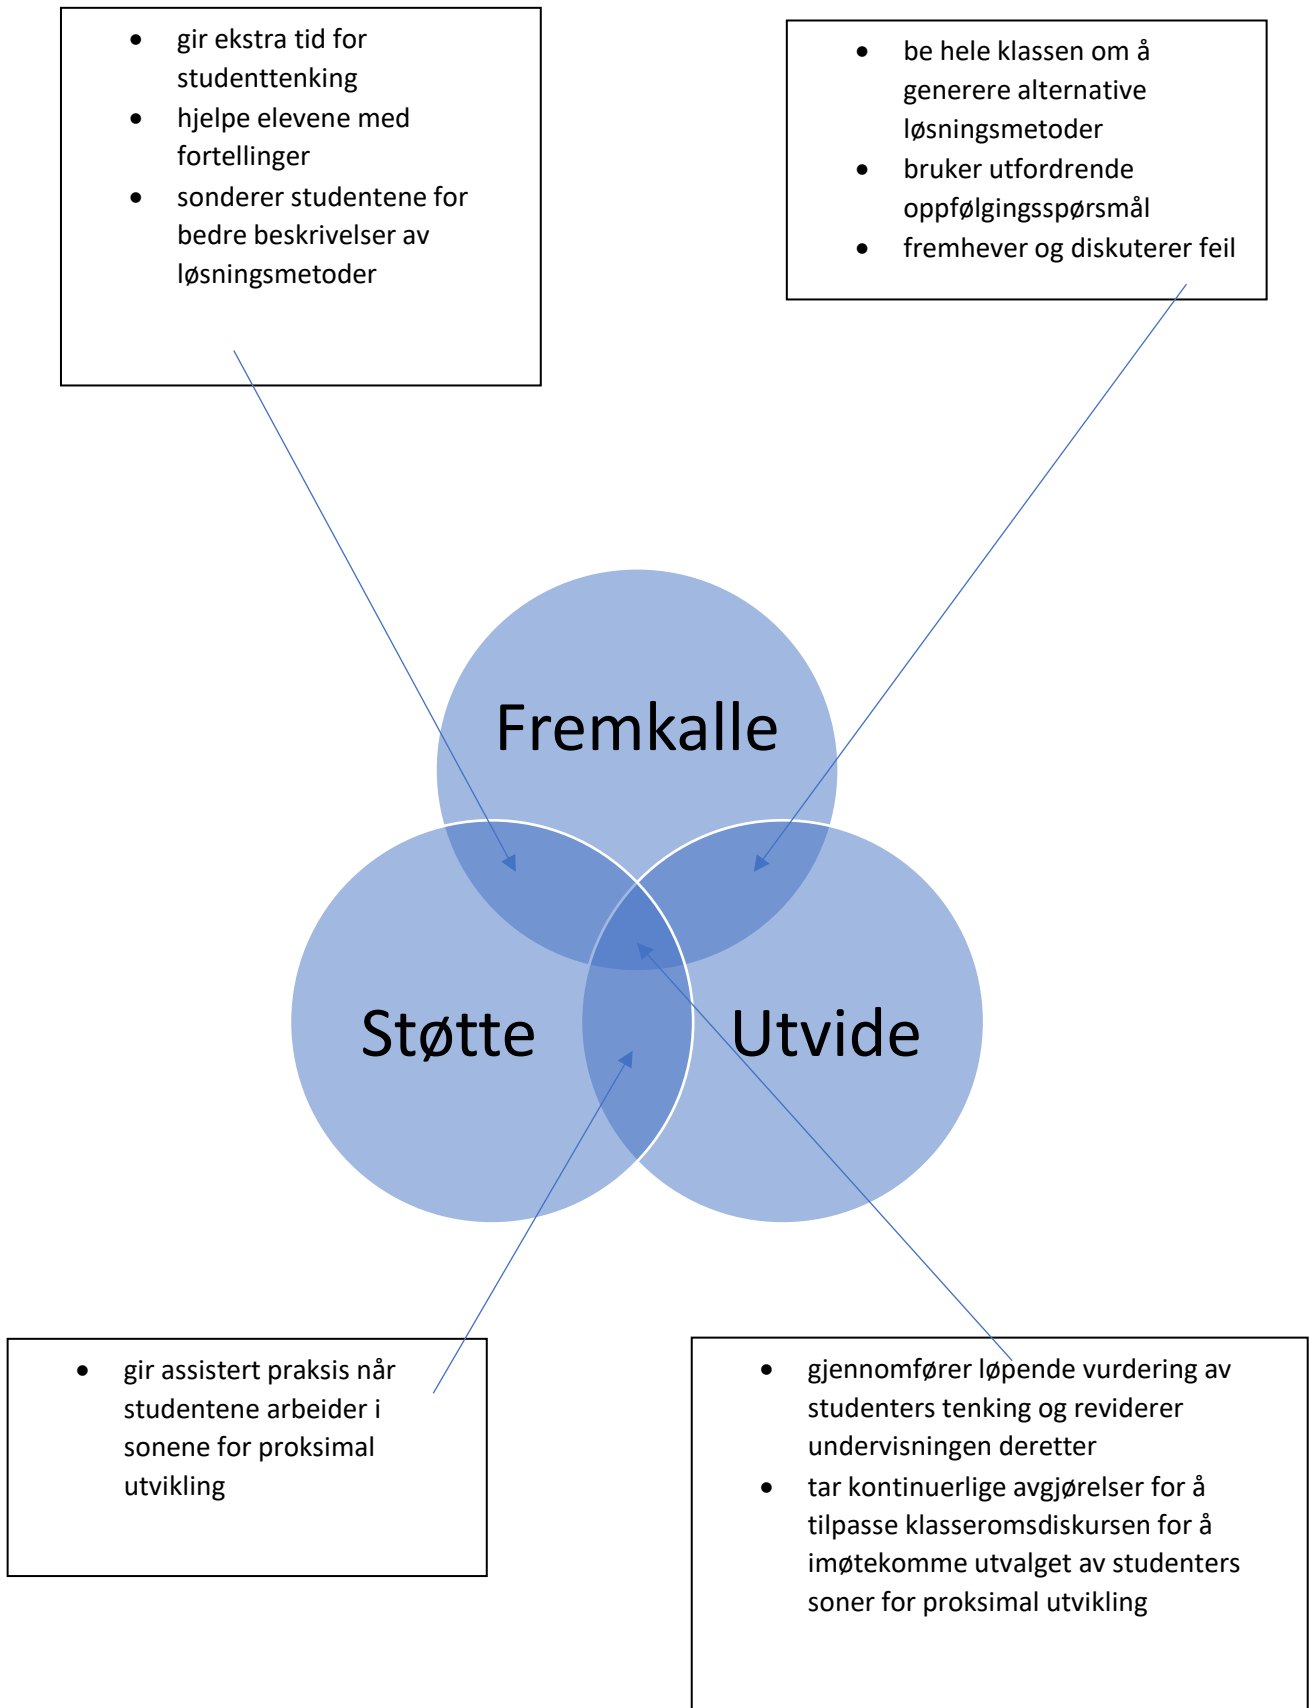 • gir ekstra tid for
studenttenking
• hjelpe elevene med
fortellinger
• sonderer studentene for
bedre beskrivelser av
løsningsmetoder
• be hele klassen om å
generere alternative
løsningsmetoder
• bruker utfordrende
oppfølgingsspørsmål
• fremhever og diskuterer feil
Fremkalle
Støtte
Utvide
• gir assistert praksis når
studentene arbeider i
sonene for proksimal
utvikling
• gjennomfører løpende vurdering av
studenters tenking og reviderer
undervisningen deretter
• tar kontinuerlige avgjørelser for å
tilpasse klasseromsdiskursen for å
imøtekomme utvalget av studenters
soner for proksimal utvikling